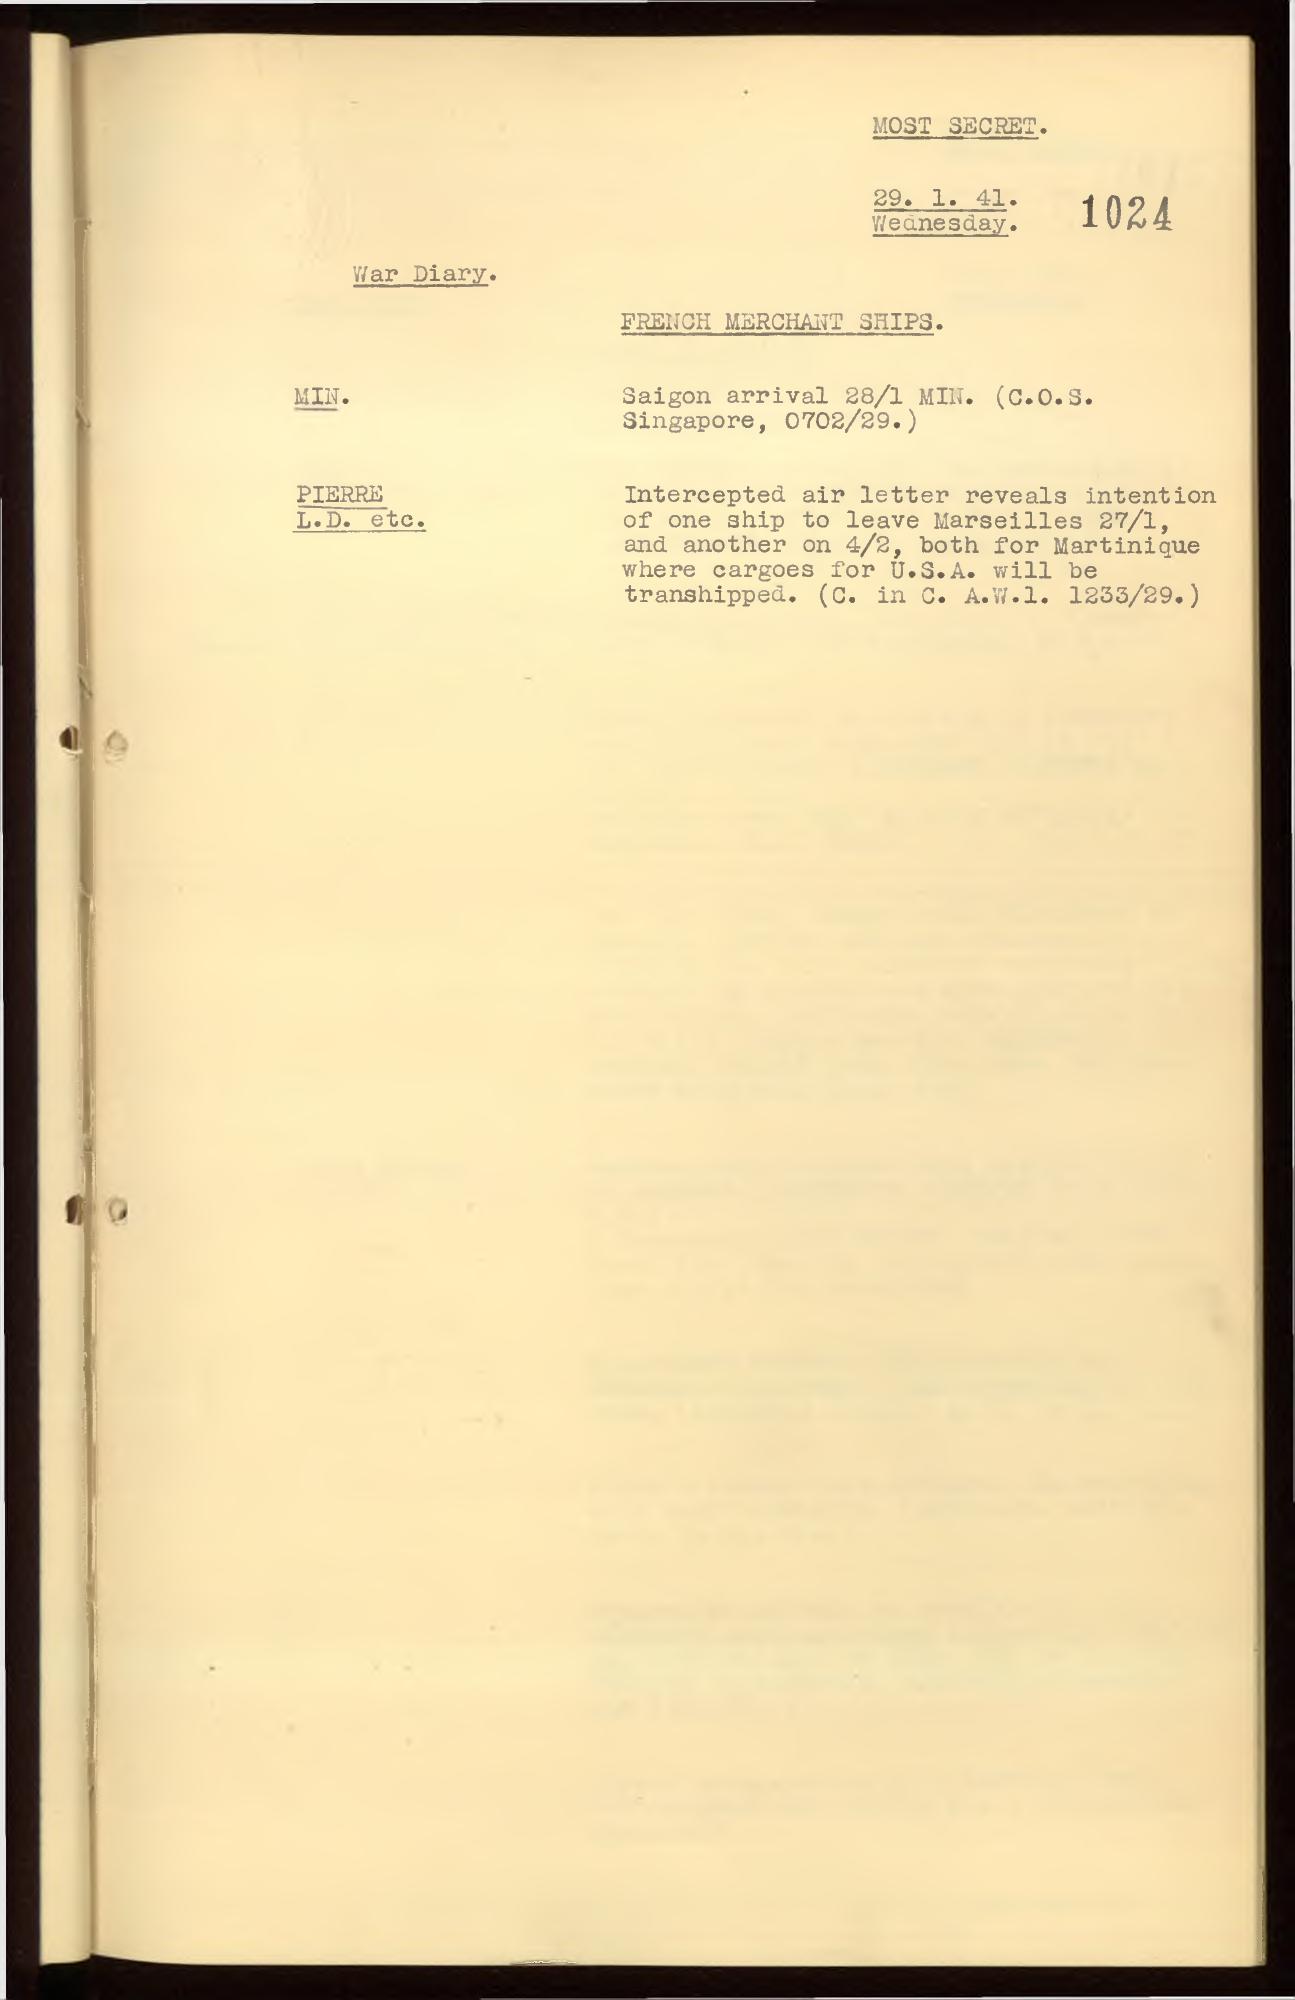 MOST SECRET.
29. 1. 41.
Wednesday.
1024
War Diary.
FRENCH MERCHANT SHIPS.
MIN.
Saigon arrival 28/1 MIN. (C.O.S.
Singapore, 0702/29.)
PIERRE
L.D. etc.
Intercepted air letter reveals intention
of one ship to leave Marseilles 27/1,
and another on 4/2, both for Martinique
where cargoes for U.S.A. will be
transhipped. (C. in C. A.W.1. 1233/29.)